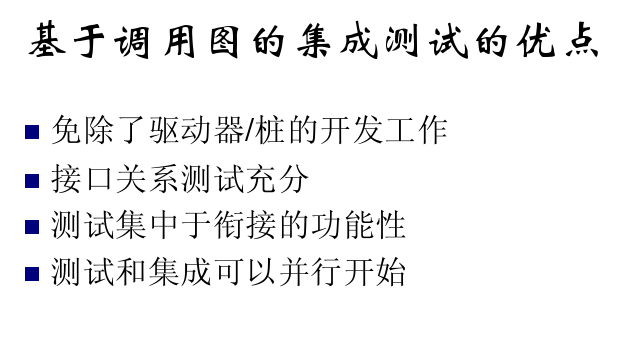 基于调用图的集成测试的优点
免除了驱动器/桩的开发工作
接口关系测试充分
测试集中于衔接的功能性
测试和集成可以并行开始